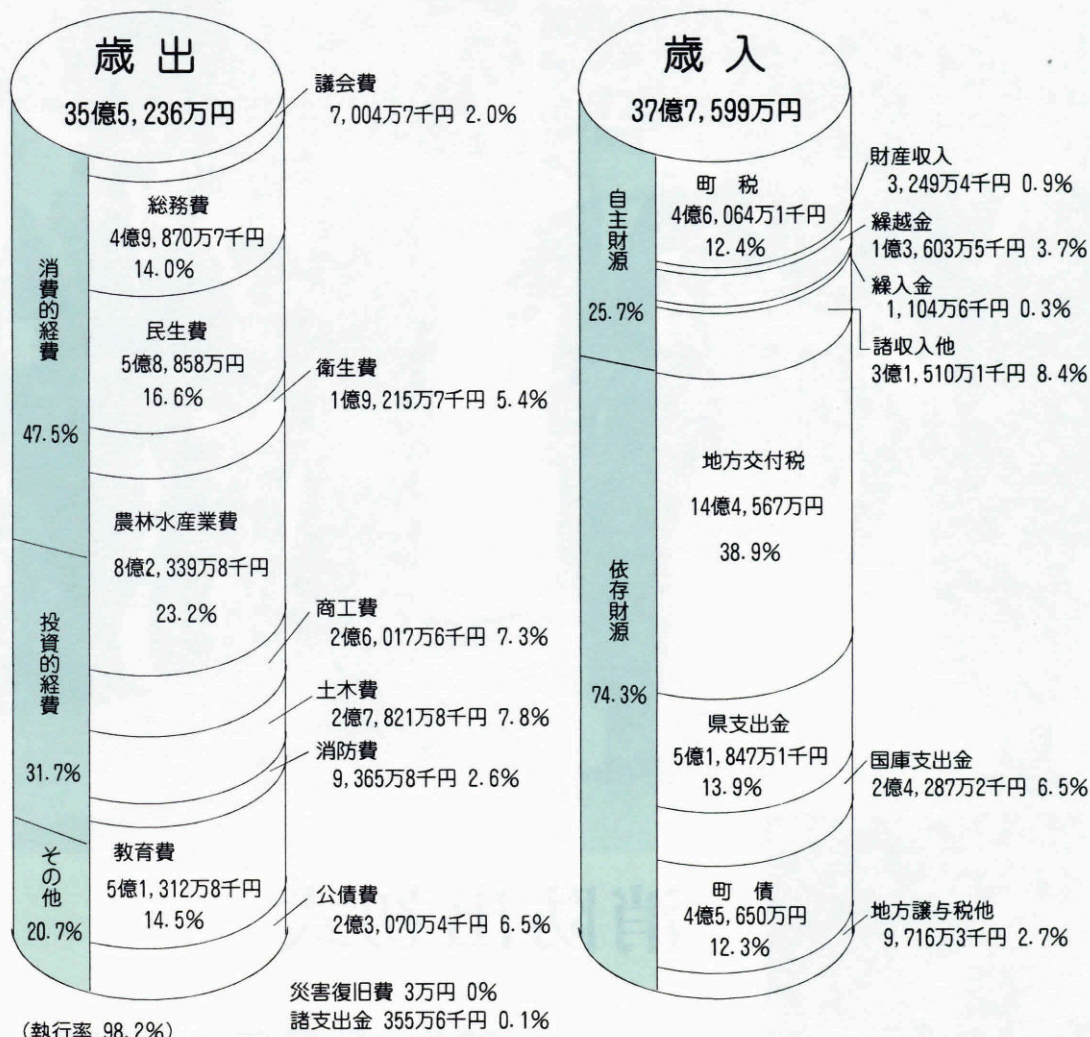 歳出
35億5,236万円
議会費
7,004万7千円 2.0%
総務費
4億9,870万7千円
14.0%
消費的経費
47.5%
民生費
5億8,858万円
16.6%
衛生費
1億9,215万7千円 5.4%
農林水産業費
8億2,339万8千円
23.2%
投資的経費
31.7%
商工費
2億6,017万6千円 7.3%
土木費
2億7,821万8千円 7.8%
消防費
9,365万8千円 2.6%
その他
20.7%
教育費
5億1,312万8千円
14.5%
公債費
2億3,070万4千円 6.5%
災害復旧費 3万円 0%
諸支出金 355万6千円 0.1%
(執行率 98.2%)
歳入
37億7,599万円
自主財源
25.7%
町税
4億6,064万1千円
12.4%
財産収入
3,249万4千円 0.9%
繰越金
1億3,603万5千円 3.7%
繰入金
1,104万6千円 0.3%
諸収入他
3億1,510万1千円 8.4%
依存財源
74.3%
地方交付税
14億4,567万円
38.9%
県支出金
5億1,847万1千円
13.9%
国庫支出金
2億4,287万2千円 6.5%
町債
4億5,650万円
12.3%
地方譲与税他
9,716万3千円 2.7%